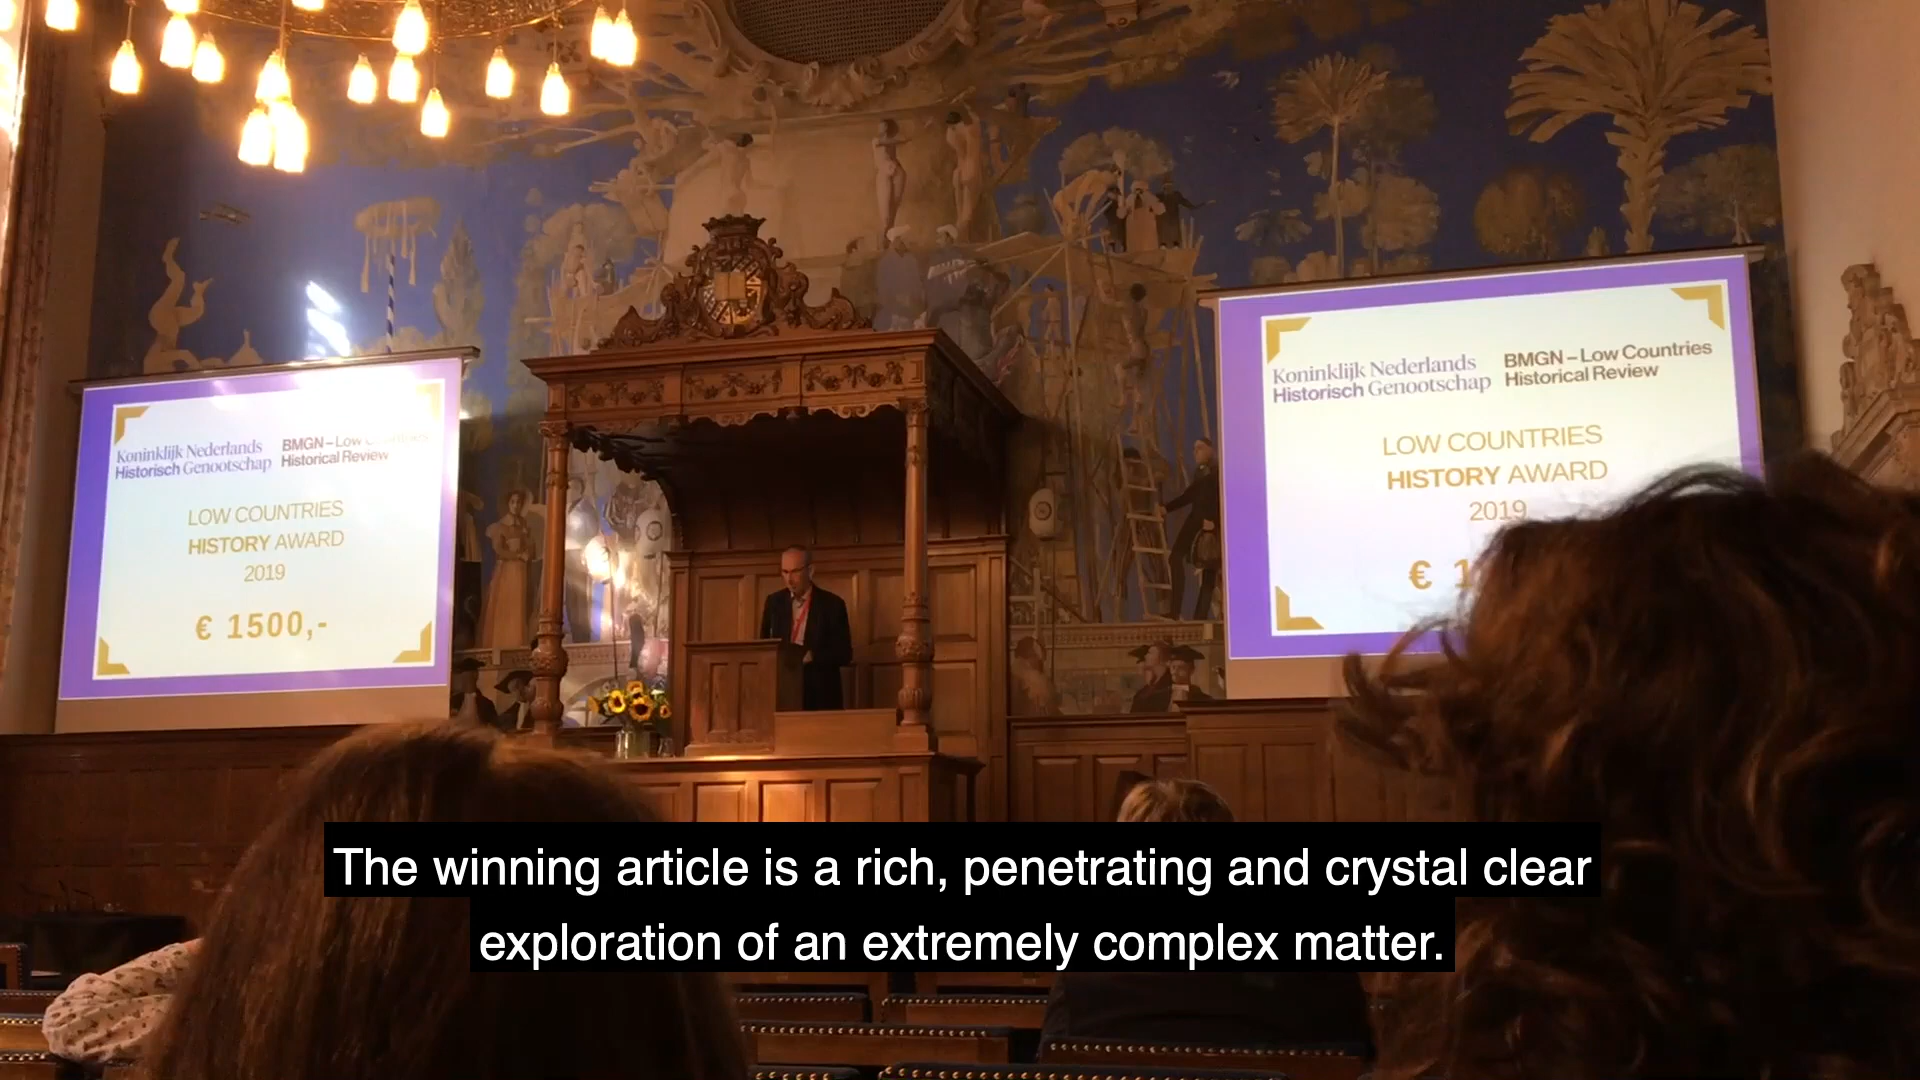 Koninklijk Nederlands
Historisch Genootschap
BMGN – Low
Historical Review
LOW COUNTRIES
HISTORY AWARD
2019
€ 1500,-
Koninklijk Nederlands
Historisch Genootschap
BMGN – Low Countries
Historical Review
LOW COUNTRIES
HISTORY AWARD
2019
€ 1
The winning article is a rich, penetrating and crystal clear
exploration of an extremely complex matter.